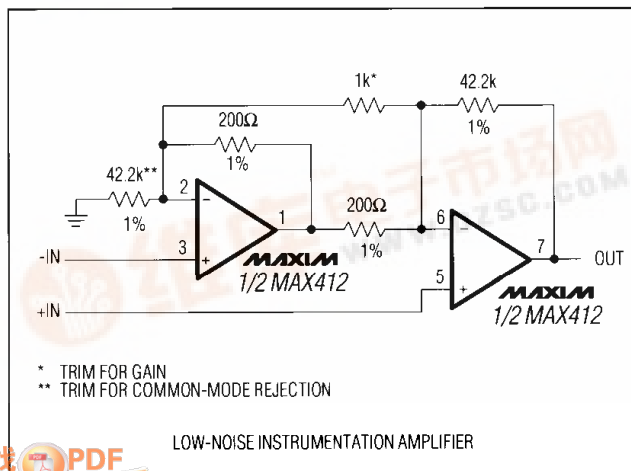 1k*
42.2k
1%
200Ω
1%
42.2k**
1%
2
-
1
3
+
200Ω
1%
6
-
7
5
+
-IN
+IN
OUT
MAXIM
1/2 MAX412
MAXIM
1/2 MAX412
* TRIM FOR GAIN
** TRIM FOR COMMON-MODE REJECTION
LOW-NOISE INSTRUMENTATION AMPLIFIER
PDF